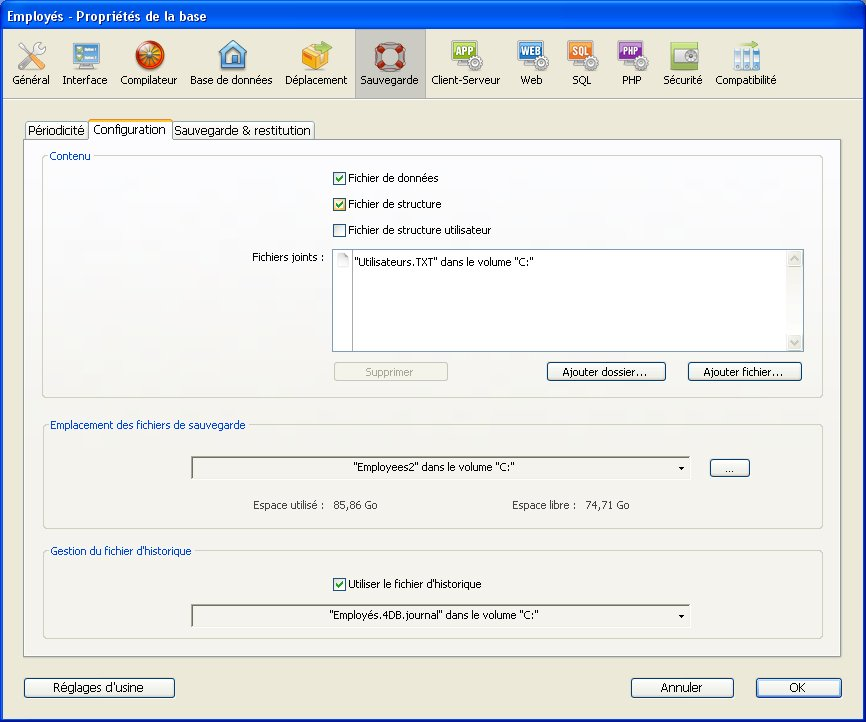 Employés - Propriétés de la base
APP WEB SQL PHP
Général Interface Compilateur Base de données Déplacement Sauvegarde Client-Serveur Web SQL PHP Sécurité Compatibilité
Périodicité Configuration Sauvegarde & restitution
Contenu
Fichier de données
Fichier de structure
Fichier de structure utilisateur
Fichiers joints : "Utilisateurs.TXT" dans le volume "C:"
Supprimer Ajouter dossier... Ajouter fichier...
Emplacement des fichiers de sauvegarde
"Employees2" dans le volume "C:" ...
Espace utilisé : 85,86 Go Espace libre : 74,71 Go
Gestion du fichier d'historique
Utiliser le fichier d'historique
"Employés.4DB.journal" dans le volume "C:"
Réglages d'usine Annuler OK